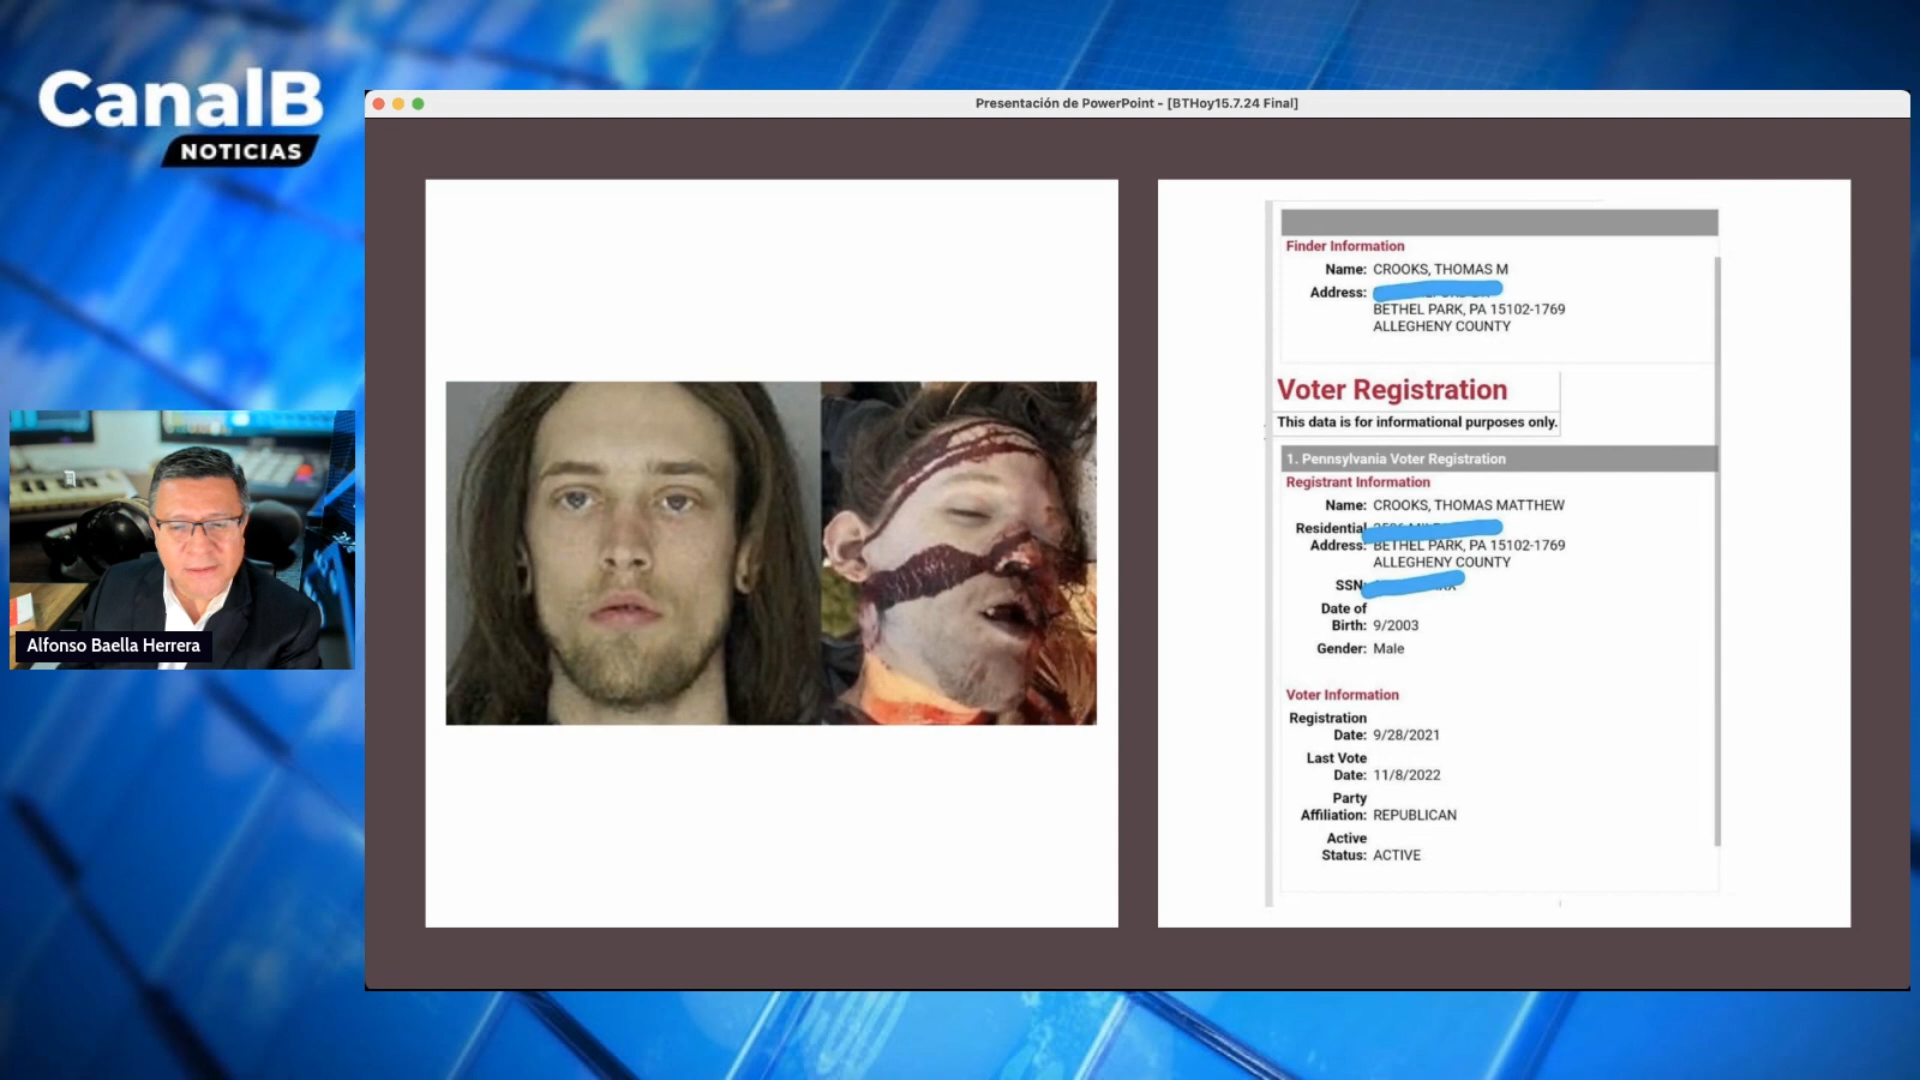 CanalB
NOTICIAS
Presentación de PowerPoint - [BTHoy15.7.24 Final]
Alfonso Baella Herrera
Finder Information
Name: CROOKS, THOMAS M
Address:
BETHEL PARK, PA 15102-1769
ALLEGHENY COUNTY
Voter Registration
This data is for informational purposes only.
1. Pennsylvania Voter Registration
Registrant Information
Name: CROOKS, THOMAS MATTHEW
Residential
Address: BETHEL PARK, PA 15102-1769
ALLEGHENY COUNTY
SSN:
Date of
Birth: 9/2003
Gender: Male
Voter Information
Registration
Date: 9/28/2021
Last Vote
Date: 11/8/2022
Party
Affiliation: REPUBLICAN
Active
Status: ACTIVE